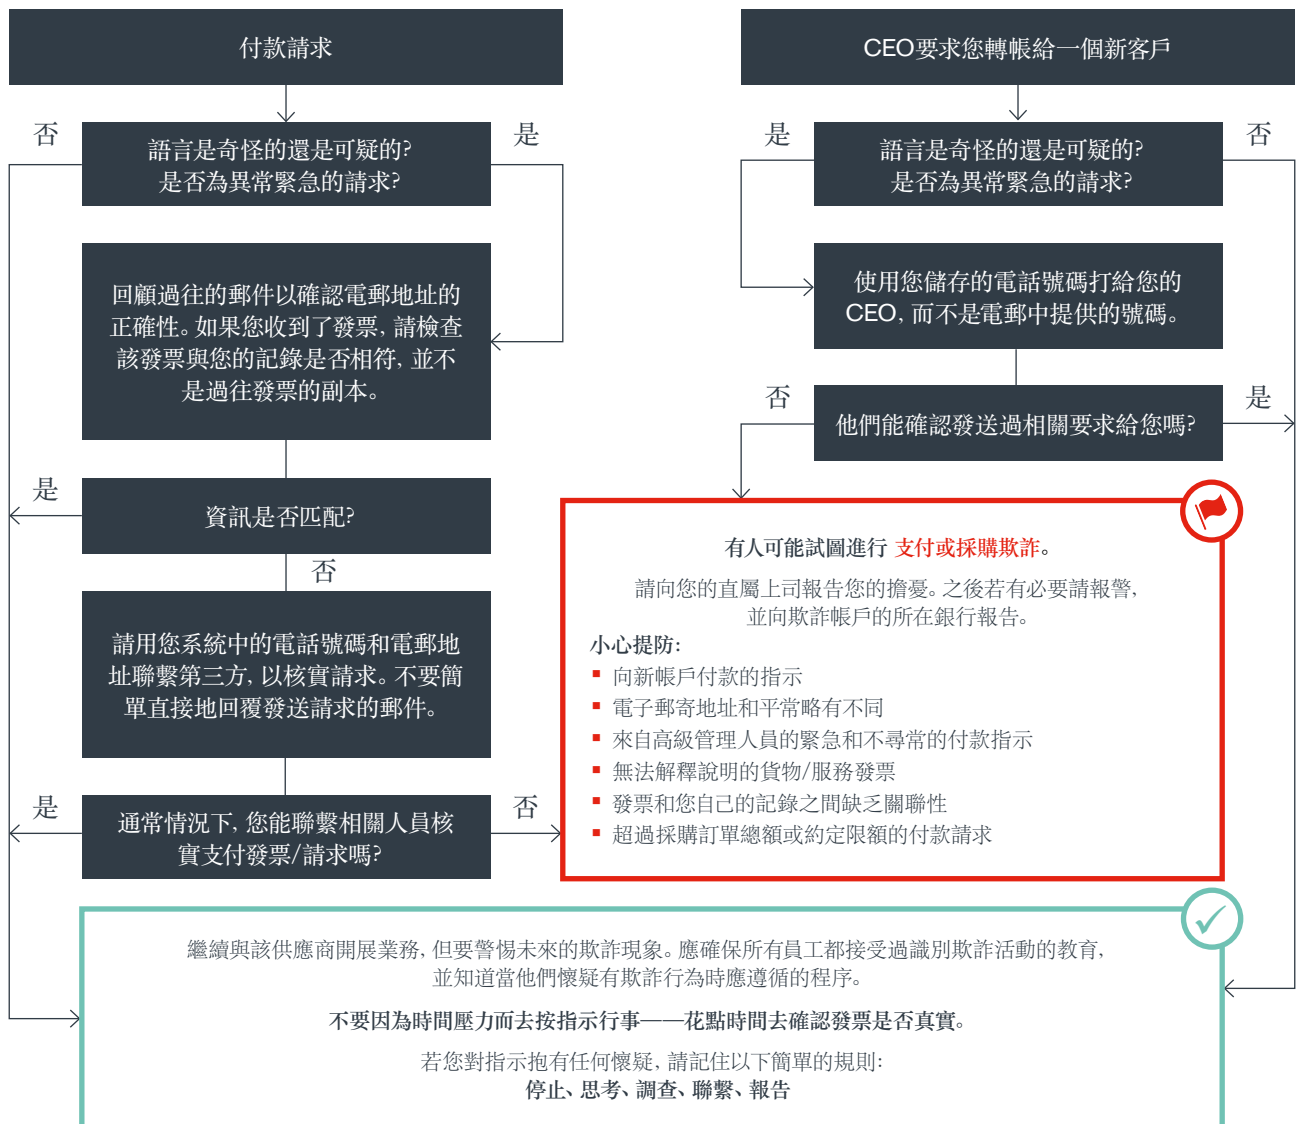 付款請求
否
是
語言是奇怪的還是可疑的?
是否為異常緊急的請求?
回顧過往的郵件以確認電郵地址的
正確性。如果您收到了發票, 請檢查
該發票與您的記錄是否相符, 並不
是過往發票的副本。
是
資訊是否匹配?
否
請用您系統中的電話號碼和電郵地
址聯繫第三方, 以核實請求。不要簡
單直接地回覆發送請求的郵件。
是
否
通常情況下, 您能聯繫相關人員核
實支付發票/請求嗎?
CEO要求您轉帳給一個新客戶
是
否
語言是奇怪的還是可疑的?
是否為異常緊急的請求?
使用您儲存的電話號碼打給您的
CEO, 而不是電郵中提供的號碼。
否
是
他們能確認發送過相關要求給您嗎?
有人可能試圖進行 支付或採購欺詐。
請向您的直屬上司報告您的擔憂。之後若有必要請報警,
並向欺詐帳戶的所在銀行報告。
小心提防:
向新帳戶付款的指示
電子郵寄地址和平常略有不同
來自高級管理人員的緊急和不尋常的付款指示
無法解釋說明的貨物/服務發票
發票和您自己的記錄之間缺乏關聯性
超過採購訂單總額或約定限額的付款請求
繼續與該供應商開展業務, 但要警惕未來的欺詐現象。應確保所有員工都接受過識別欺詐活動的教育,
並知道當他們懷疑有欺詐行為時應遵循的程序。
不要因為時間壓力而去按指示行事——花點時間去確認發票是否真實。
若您對指示抱有任何懷疑, 請記住以下簡單的規則:
停止、思考、調查、聯繫、報告